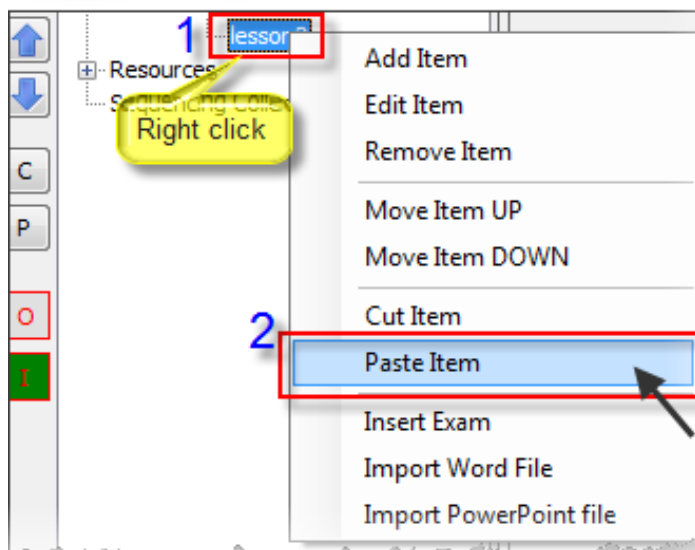 1
lesson
Resources
Right click
C
P
O
I
Add Item
Edit Item
Remove Item
Move Item UP
Move Item DOWN
Cut Item
2
Paste Item
Insert Exam
Import Word File
Import PowerPoint file